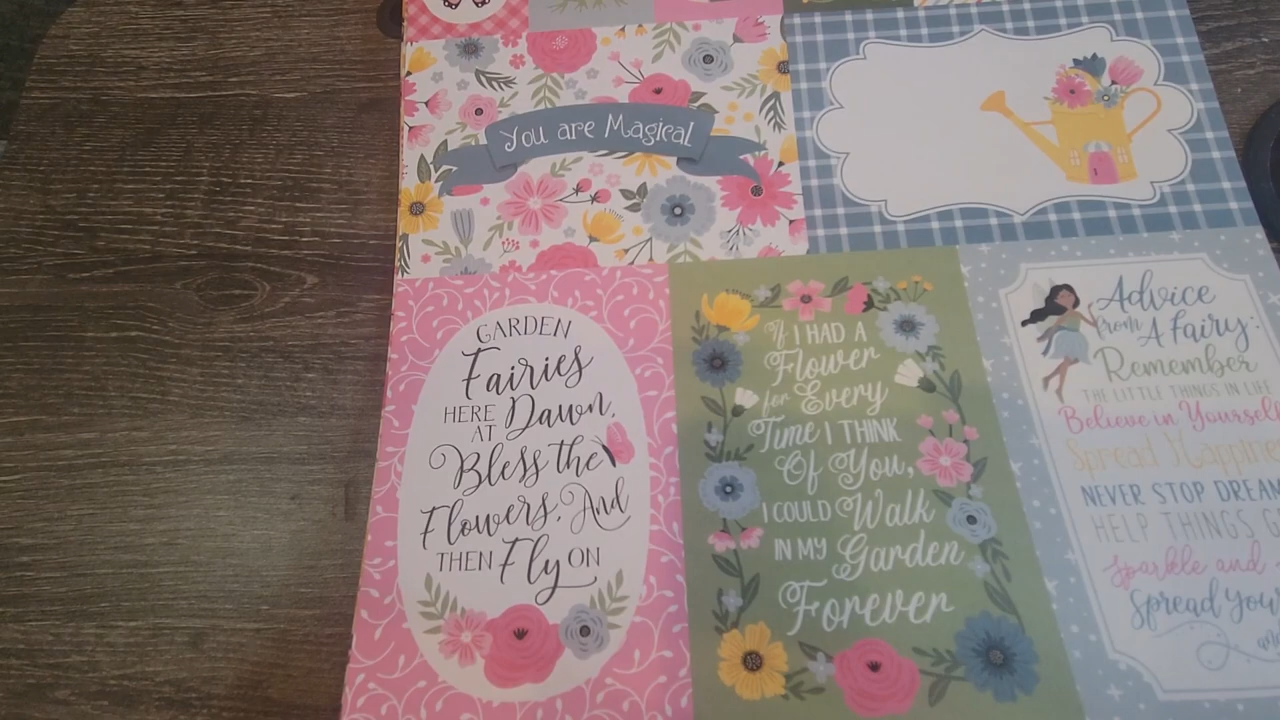 You are Magical
GARDEN
Fairies
HERE Dawn,
AT
Bless the
Flowers, And
THEN Fly ON
If I HAD A
Flower
for Every
Time I THINK
Of You,
I COULD Walk
IN MY Garden
Forever
Advice
from A Fairy:
Remember
THE LITTLE THINGS IN LIFE
Believe in Yourself
Spread
NEVER STOP
HELP THINGS
Sparkle and
Spread